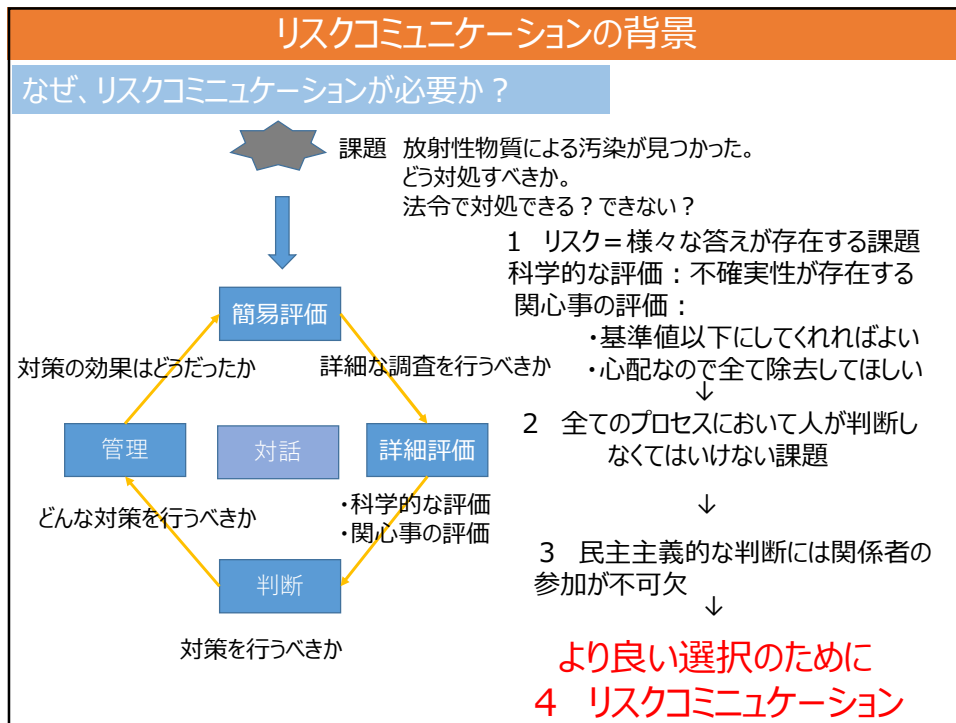 リスクコミュニケーションの背景
なぜ、リスクコミニュケーションが必要か？
課題 放射性物質による汚染が見つかった。
どう対処すべきか。
法令で対処できる？できない？
簡易評価
対策の効果はどうだったか
詳細な調査を行うべきか
管理
対話
詳細評価
どんな対策を行うべきか
・科学的な評価
・関心事の評価
判断
対策を行うべきか
1 リスク＝様々な答えが存在する課題
科学的な評価：不確実性が存在する
関心事の評価：
・基準値以下にしてくれればよい
・心配なので全て除去してほしい
↓
2 全てのプロセスにおいて人が判断し
なくてはいけない課題
↓
3 民主主義的な判断には関係者の
参加が不可欠
↓
より良い選択のために
4 リスクコミニュケーション